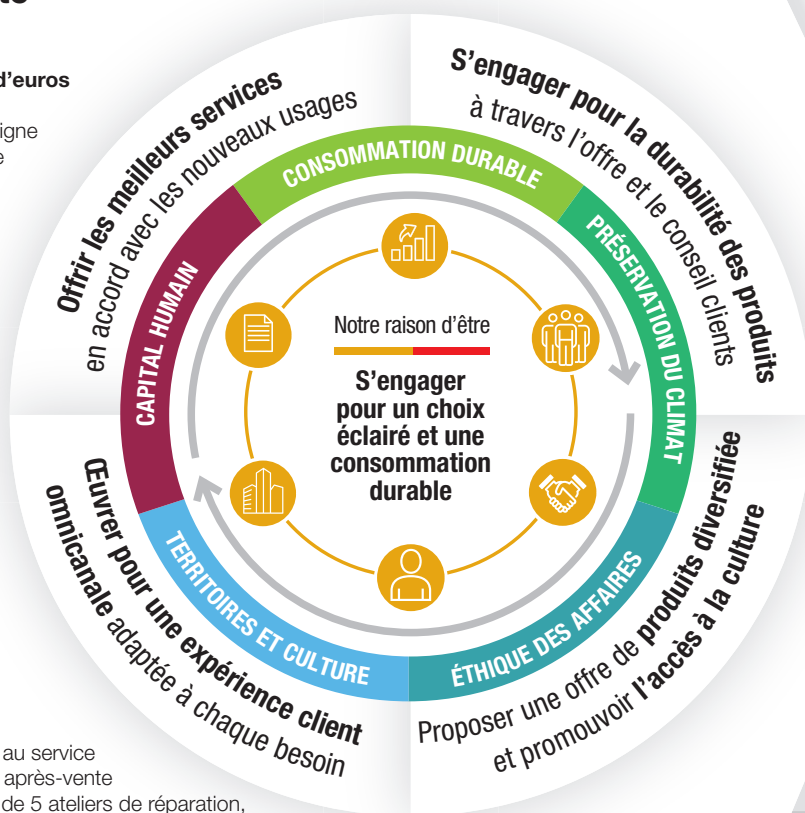 d'euros
Offrir les meilleurs services
en accord avec les nouveaux usages
S'engager pour la durabilité des produits
à travers l'offre et le conseil clients
CONSOMMATION DURABLE
PRÉSERVATION DU CLIMAT
CAPITAL HUMAIN
Notre raison d'être
S'engager
pour un choix
éclairé et une
consommation
durable
TERRITOIRES ET CULTURE
ÉTHIQUE DES AFFAIRES
Œuvrer pour une expérience client
omnicanale adaptée à chaque besoin
Proposer une offre de produits diversifiée
et promouvoir l'accès à la culture
au service
après-vente
de 5 ateliers de réparation,